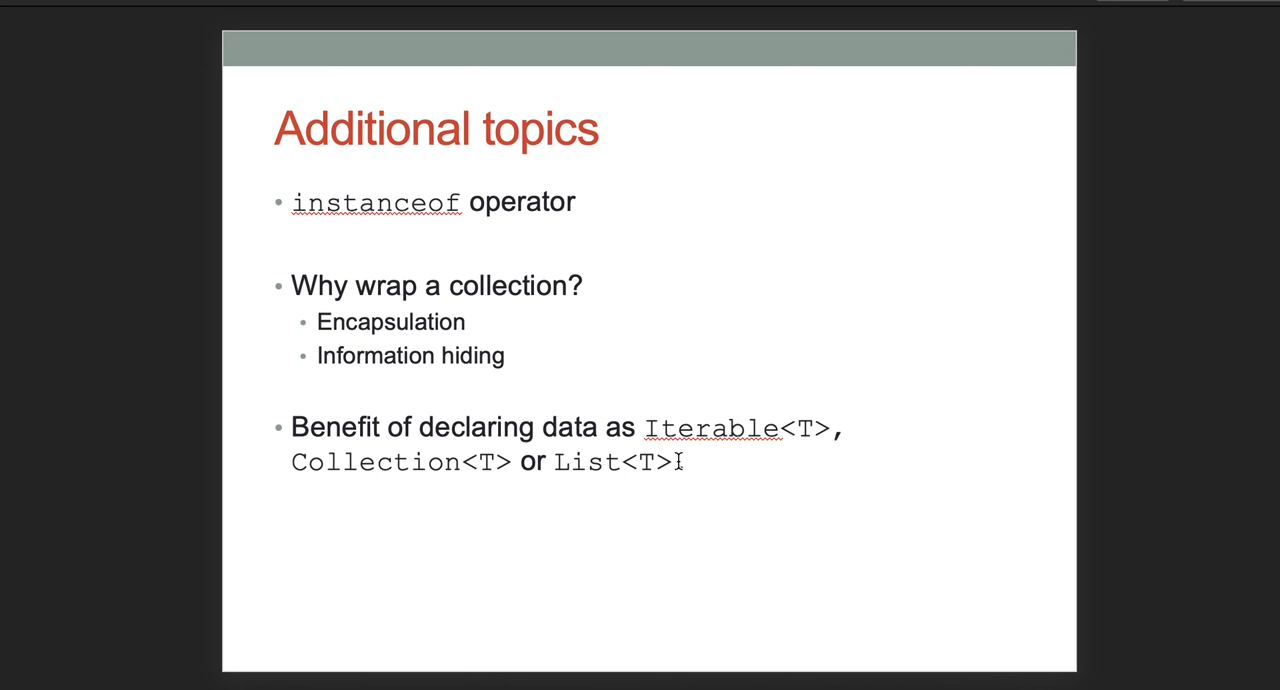 Additional topics
• instanceof operator
• Why wrap a collection?
• Encapsulation
• Information hiding
• Benefit of declaring data as Iterable<T>,
Collection<T> or List<T>